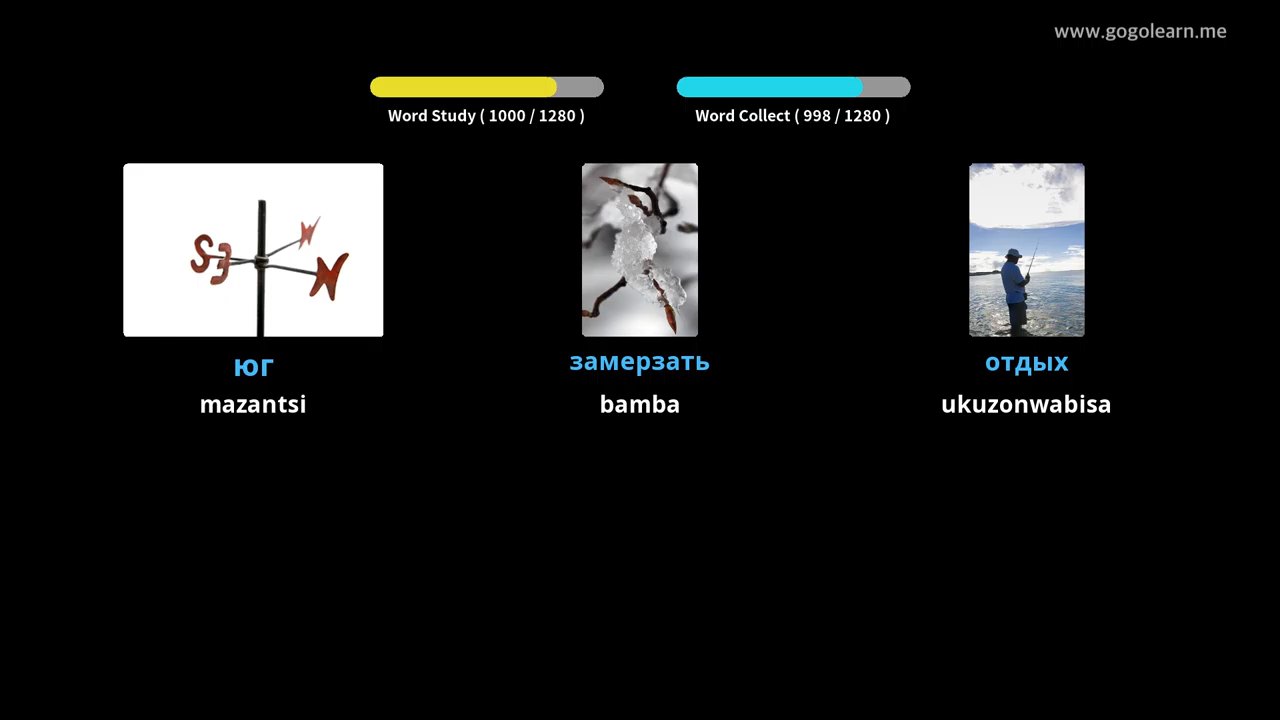 www.gogolearn.me
Word Study ( 1000 / 1280 )
Word Collect ( 998 / 1280 )
S
E
W
N
юг
замерзать
отдых
mazantsi
bamba
ukuzonwabisa